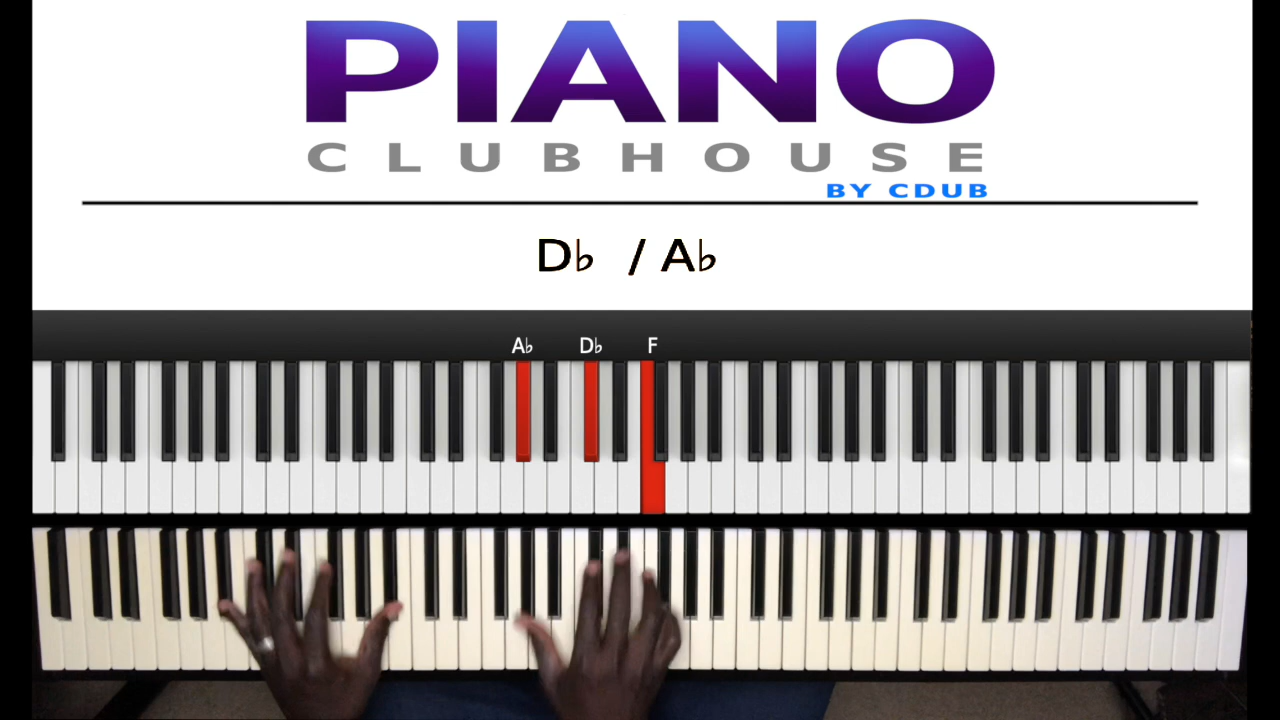 PIANO
CLUBHOUSE
BY CDUB
D♭ / A♭
A♭ D♭ F